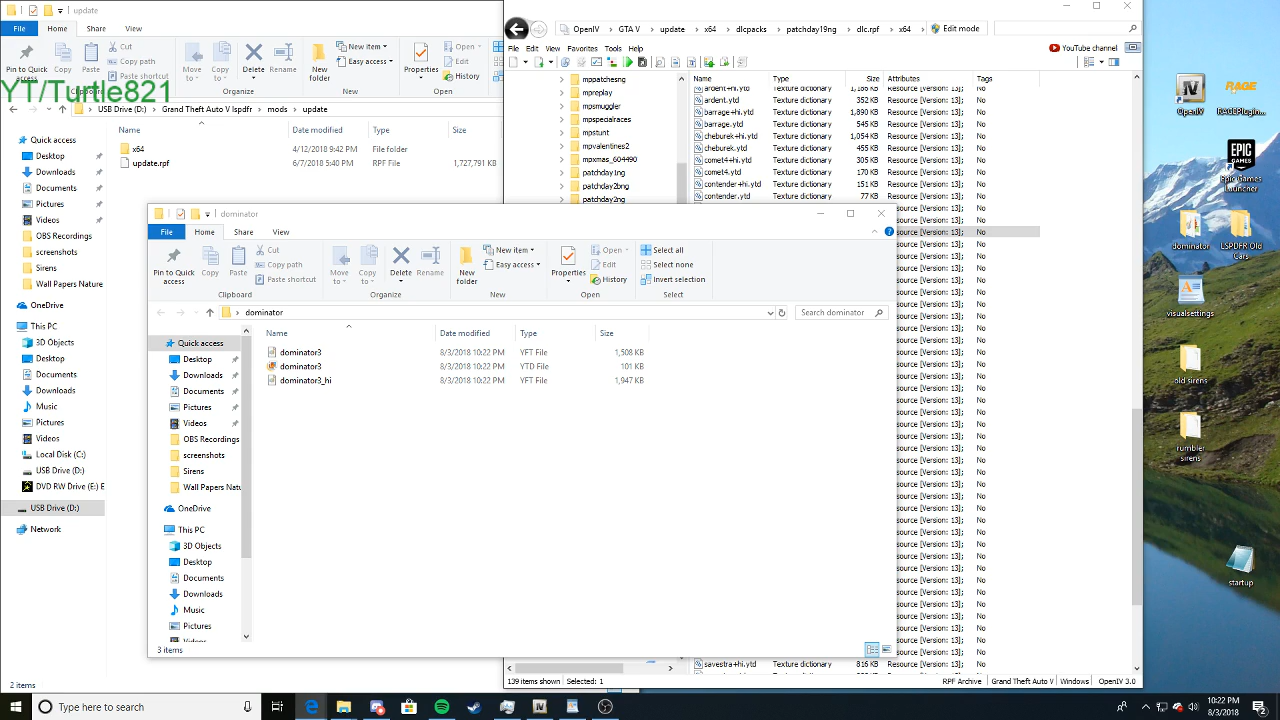 update
File Home Share View
Pin to Quick access
Copy
Paste
Cut
Copy path
Paste shortcut
Move to
Copy to
Delete
Rename
New folder
New item
Easy access
Properties
Open
Edit
History
Clipboard
Organize
New
Open
YT/Turtle821
USB Drive (D:) Grand Theft Auto V lspdfr mods update
Name Date modified Type Size
x64 4/12/2018 9:42 PM File folder
update.rpf 6/7/2018 5:40 PM RPF File 1,727,791 KB
Quick access
Desktop
Downloads
Documents
Pictures
Videos
OBS Recordings
screenshots
Sirens
Wall Papers Nature
OneDrive
This PC
3D Objects
Desktop
Documents
Downloads
Music
Pictures
Videos
Local Disk (C:)
USB Drive (D:)
DVD RW Drive (E:) E
USB Drive (D:)
Network
2 items
OpenIV GTA V update x64 dlcpacks patchday19ng dlc.rpf x64 Edit mode
File Edit View Favorites Tools Help
YouTube channel
mppatchesng
mpreplay
mpsmuggler
mpspecialraces
mpstunt
mpvalentines2
mpxmas_604490
patchday1ng
patchday2bng
patchday2ng
Name Type Size Attributes Tags
ardent+hi.ytd Texture dictionary 1,186 KB Resource [Version: 13]; No
ardent.ytd Texture dictionary 352 KB Resource [Version: 13]; No
barrage+hi.ytd Texture dictionary 1,890 KB Resource [Version: 13]; No
barrage.ytd Texture dictionary 545 KB Resource [Version: 13]; No
cheburek+hi.ytd Texture dictionary 1,054 KB Resource [Version: 13]; No
cheburek.ytd Texture dictionary 455 KB Resource [Version: 13]; No
comet4+hi.ytd Texture dictionary 305 KB Resource [Version: 13]; No
comet4.ytd Texture dictionary 170 KB Resource [Version: 13]; No
contender+hi.ytd Texture dictionary 151 KB Resource [Version: 13]; No
contender.ytd Texture dictionary 77 KB Resource [Version: 13]; No
savestra+hi.ytd Texture dictionary 816 KB Resource [Version: 13]; No
139 items shown Selected: 1 RPF Archive Grand Theft Auto V Windows OpenIV 3.0
dominator
File Home Share View
Pin to Quick access
Copy
Paste
Cut
Copy path
Paste shortcut
Move to
Copy to
Delete
Rename
New folder
New item
Easy access
Properties
Open
Edit
History
Select all
Select none
Invert selection
Clipboard
Organize
New
Open
Select
dominator
Search dominator
Name Date modified Type Size
dominator3 8/3/2018 10:22 PM YFT File 1,508 KB
dominator3 8/3/2018 10:22 PM YTD File 101 KB
dominator3_hi 8/3/2018 10:22 PM YFT File 1,947 KB
Quick access
Desktop
Downloads
Documents
Pictures
Videos
OBS Recordings
screenshots
Sirens
Wall Papers Natu
OneDrive
This PC
3D Objects
Desktop
Documents
Downloads
Music
Pictures
Videos
3 items
OpenIV
RAGEPlugin...
Epic Games Launcher
dominator
LSPDFR Old Cars
visualsettings
old sirens
rumbler sirens
startup
Type here to search
10:22 PM
8/3/2018